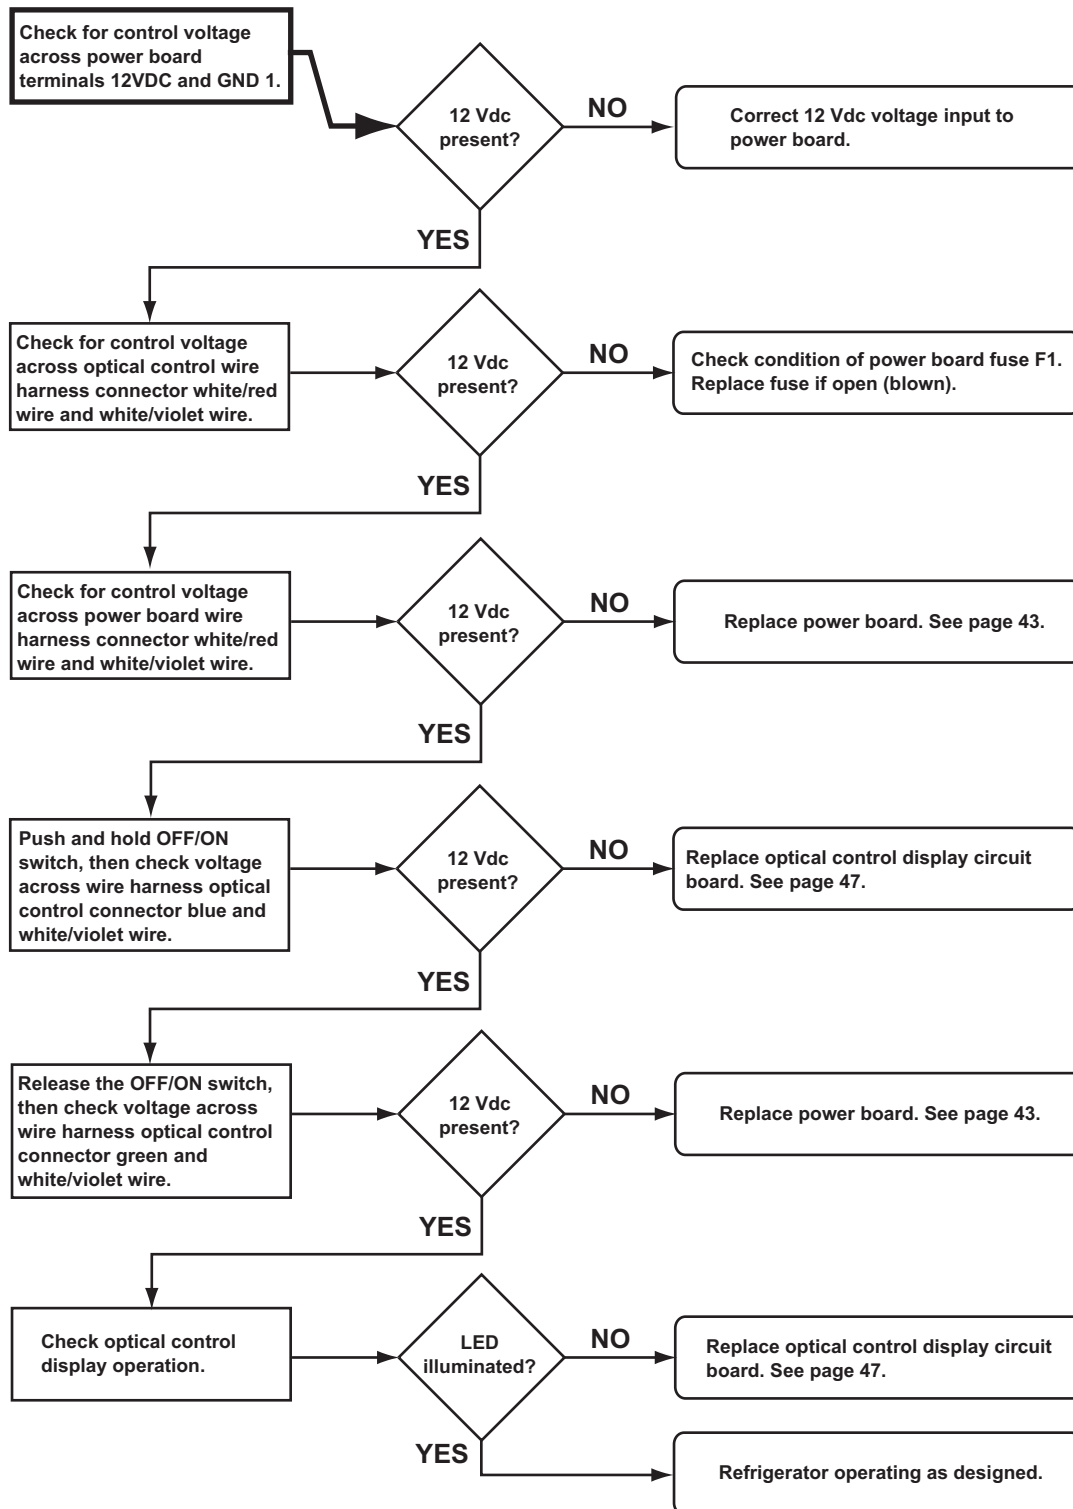 Check for control voltage
across power board
terminals 12VDC and GND 1.
12 Vdc
present?
NO
Correct 12 Vdc voltage input to
power board.
YES
Check for control voltage
across optical control wire
harness connector white/red
wire and white/violet wire.
12 Vdc
present?
NO
Check condition of power board fuse F1.
Replace fuse if open (blown).
YES
Check for control voltage
across power board wire
harness connector white/red
wire and white/violet wire.
12 Vdc
present?
NO
Replace power board. See page 43.
YES
Push and hold OFF/ON
switch, then check voltage
across wire harness optical
control connector blue and
white/violet wire.
12 Vdc
present?
NO
Replace optical control display circuit
board. See page 47.
YES
Release the OFF/ON switch,
then check voltage across
wire harness optical control
connector green and
white/violet wire.
12 Vdc
present?
NO
Replace power board. See page 43.
YES
Check optical control
display operation.
LED
illuminated?
NO
Replace optical control display circuit
board. See page 47.
YES
Refrigerator operating as designed.